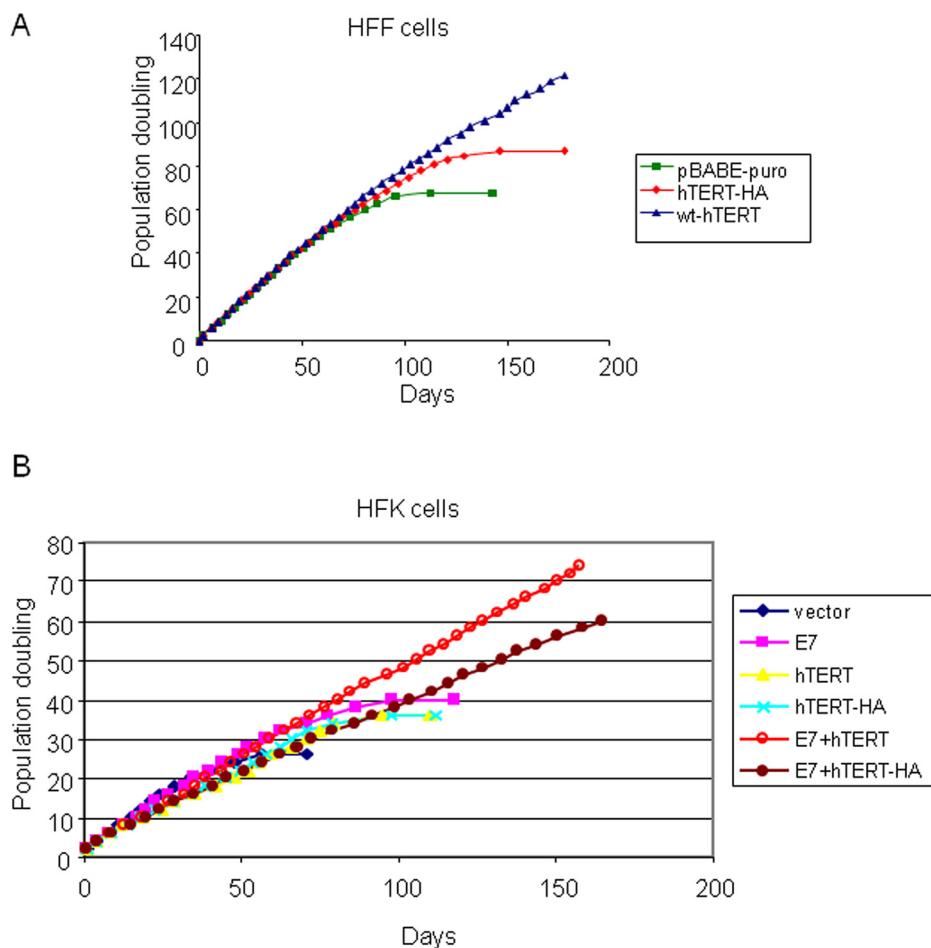 A
HFF cells
Population doubling
140
120
100
80
60
40
20
0
0 50 100 150 200
Days
pBABE-puro
hTERT-HA
wt-hTERT
B
HFK cells
Population doubling
80
70
60
50
40
30
20
10
0
0 50 100 150 200
Days
vector
E7
hTERT
hTERT-HA
E7+hTERT
E7+hTERT-HA